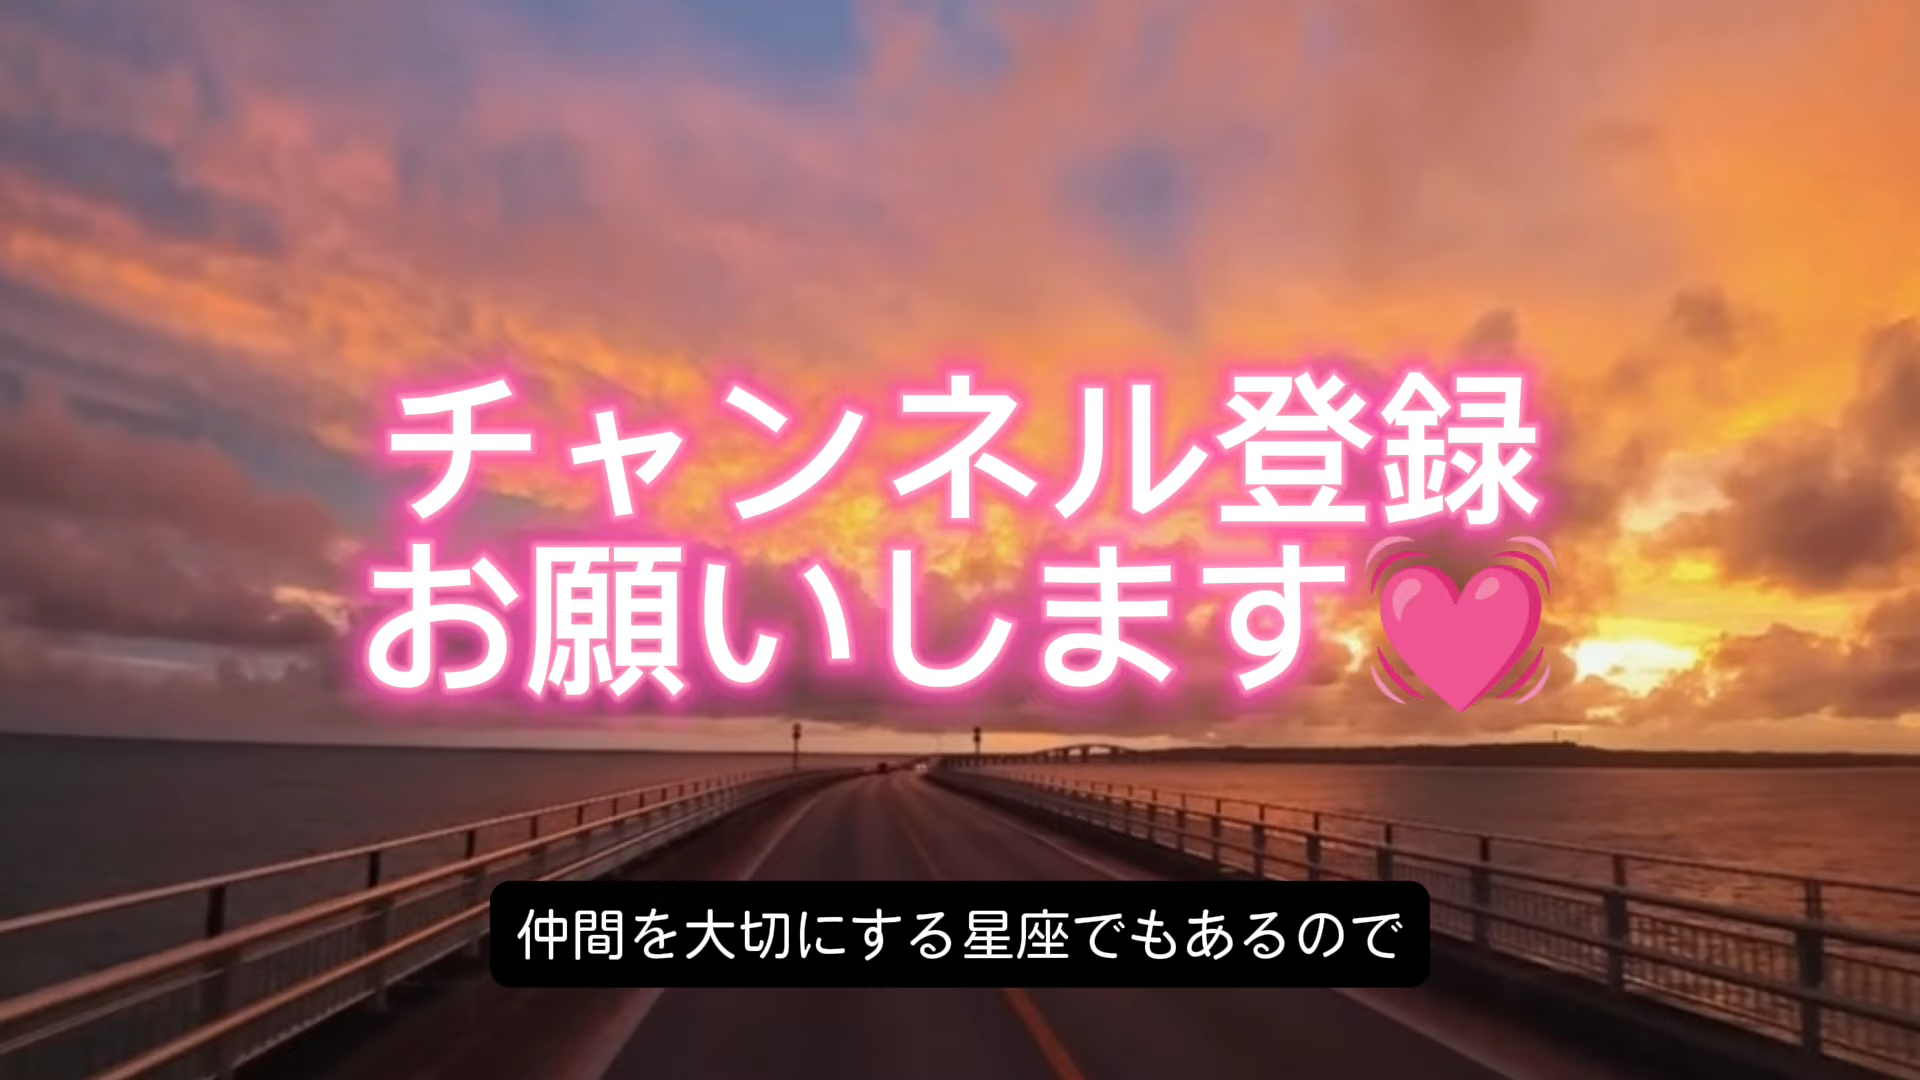 チャンネル登録
お願いします💓
仲間を大切にする星座でもあるので